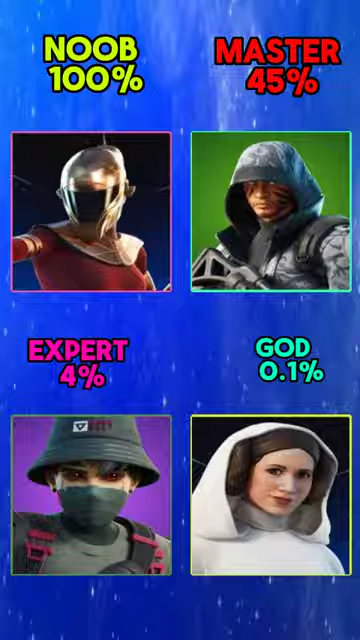 NOOB
100%
MASTER
45%
EXPERT
4%
GOD
0.1%